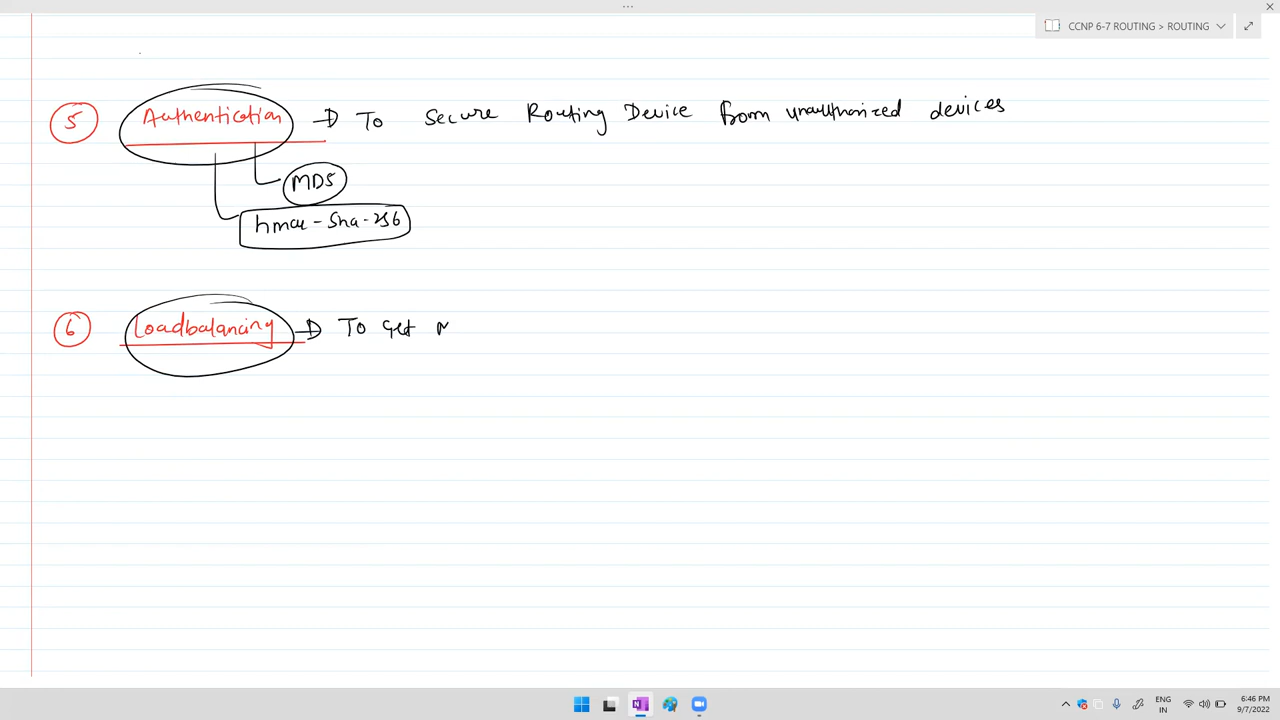 CCNP 6-7 ROUTING > ROUTING
5 Authentication → To Secure Routing Device from unauthorized devices
MD5
hmac-Sha-256
6 Loadbalancing → To Get
ENG
IN
6:46 PM
9/7/2022